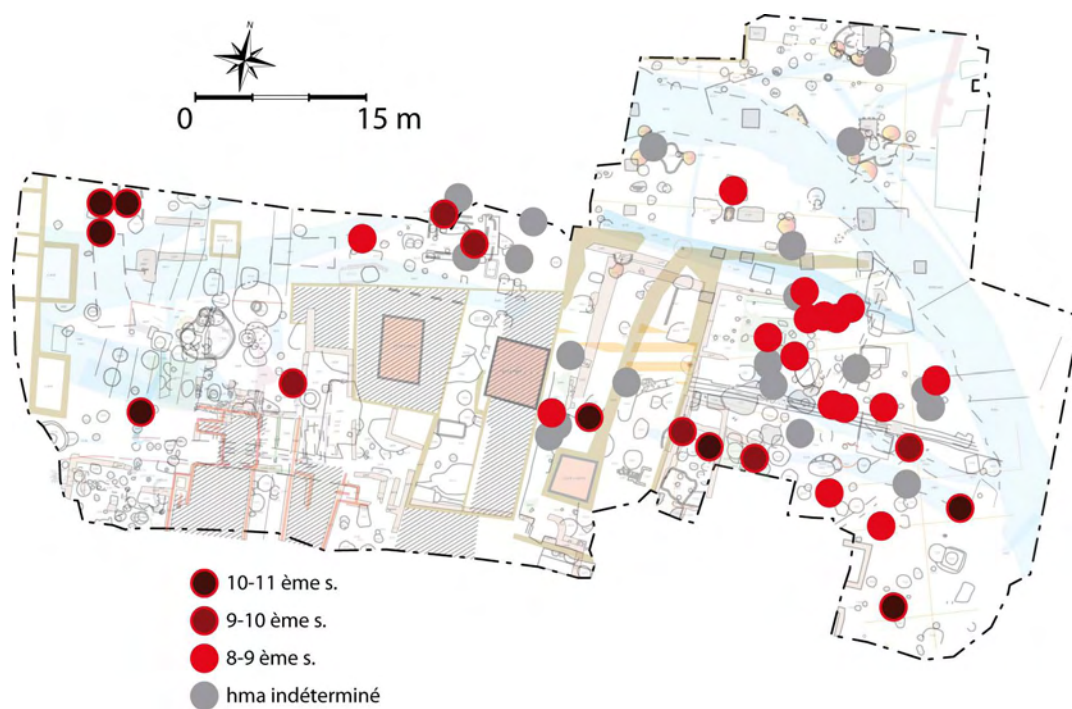 N
0 15 m
10-11 ème s.
9-10 ème s.
8-9 ème s.
hma indéterminé